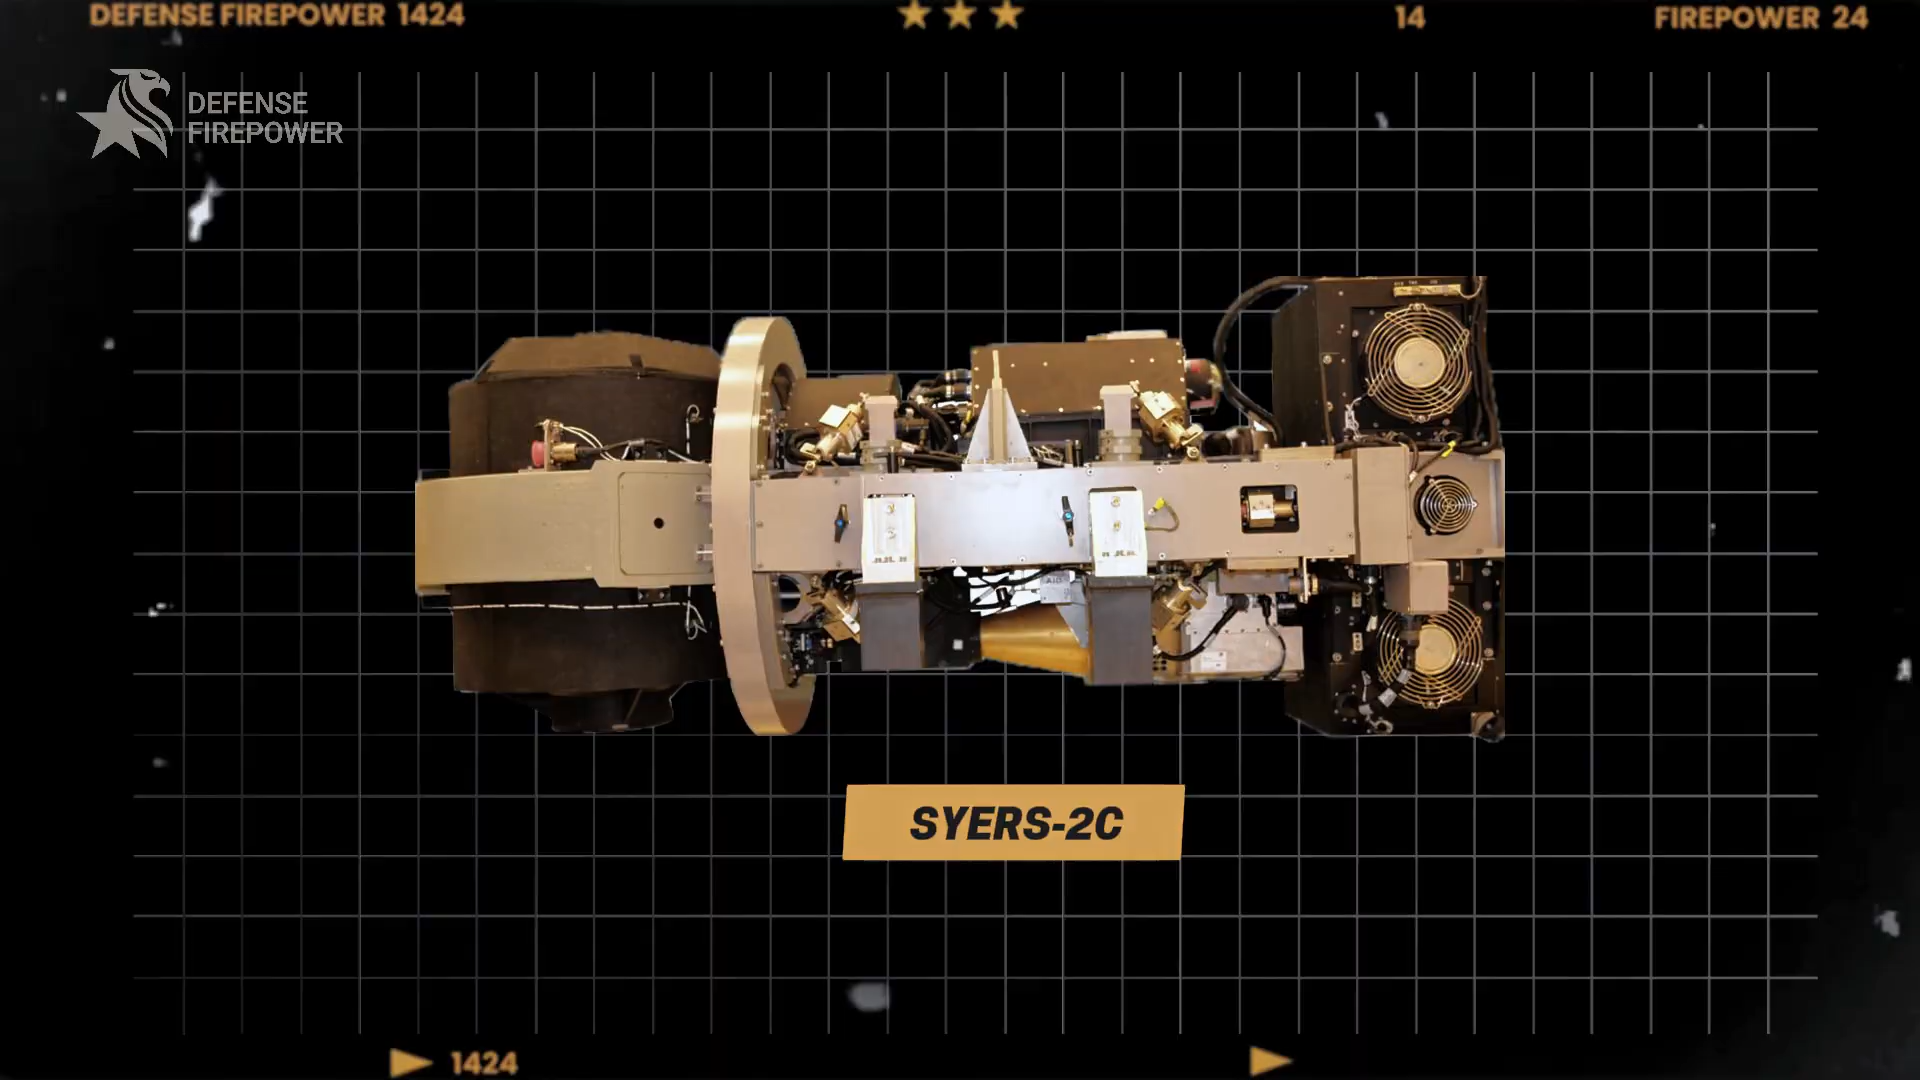 DEFENSE FIREPOWER 1424
14
FIREPOWER 24
DEFENSE
FIREPOWER
SYERS-2C
1424